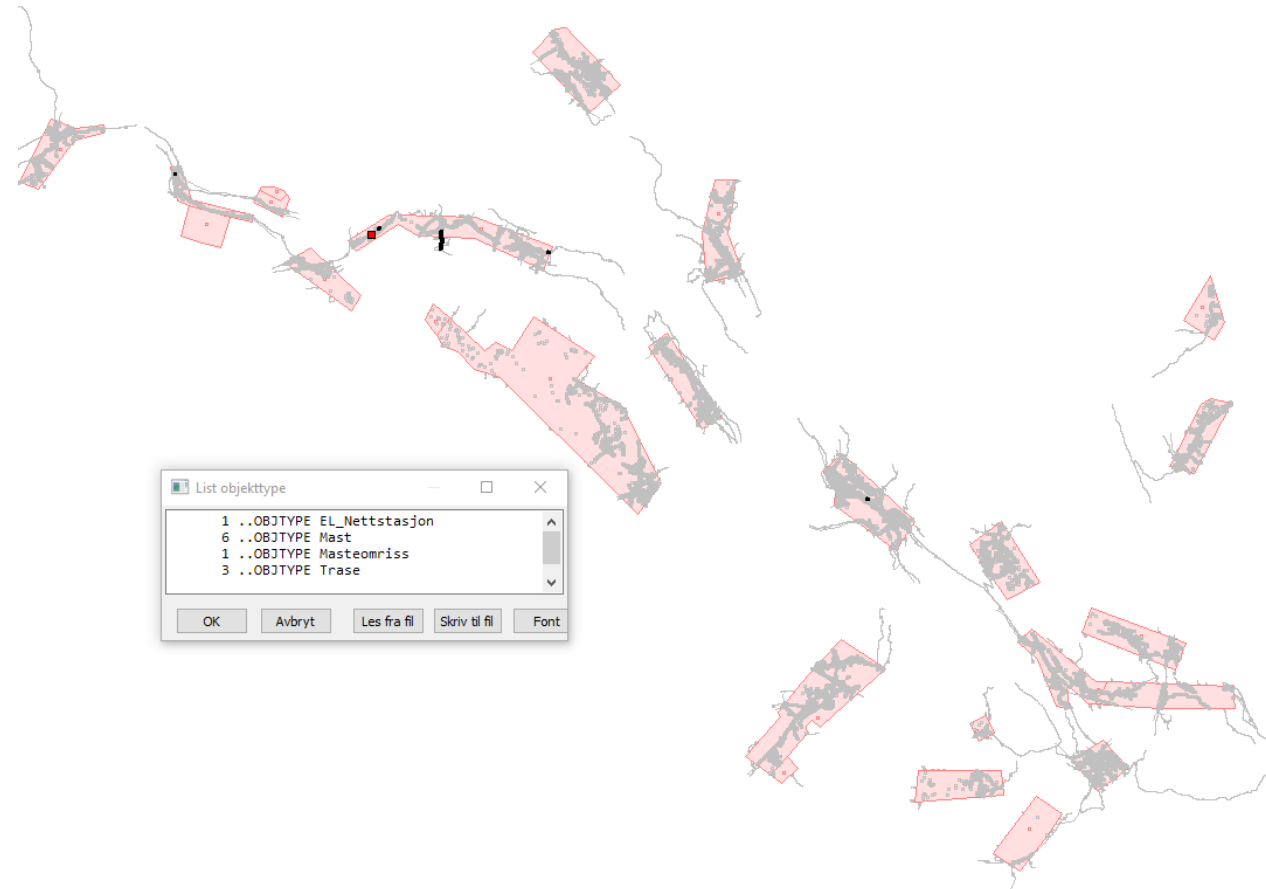 List objekttype
1 ..OBJTYPE EL_Nettstasjon
6 ..OBJTYPE Mast
1 ..OBJTYPE Masteomriss
3 ..OBJTYPE Trase
OK Avbryt Les fra fil Skriv til fil Font